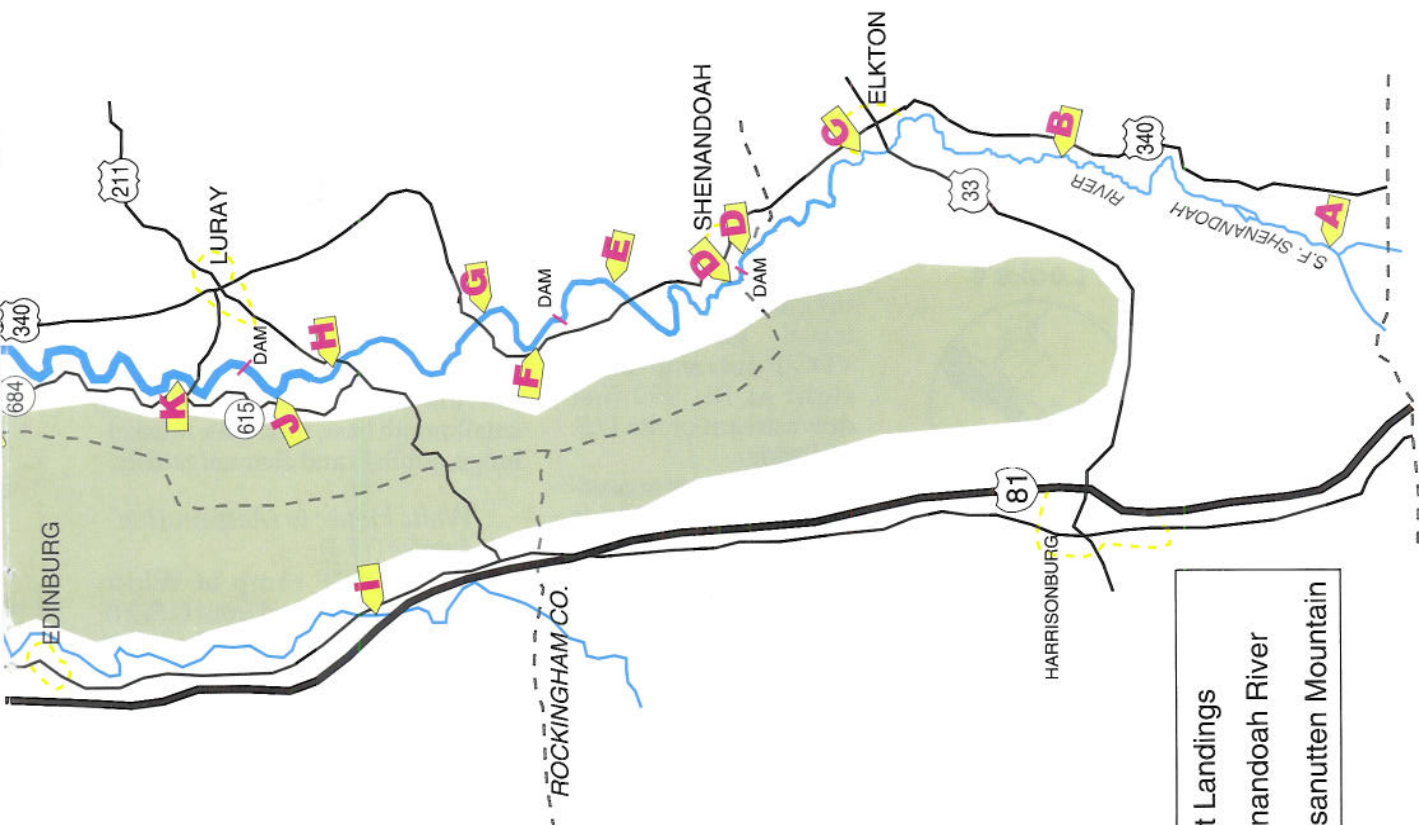 340
684
211
LURAY
DAM
H
K
615
J
G
DAM
F
E
EDINBURG
I
SHENANDOAH
D
D
DAM
C
ELKTON
33
B
340
RIVER
S.F. SHENANDOAH
A
81
HARRISONBURG
ROCKINGHAM CO.
t Landings
nandoah River
sanutten Mountain